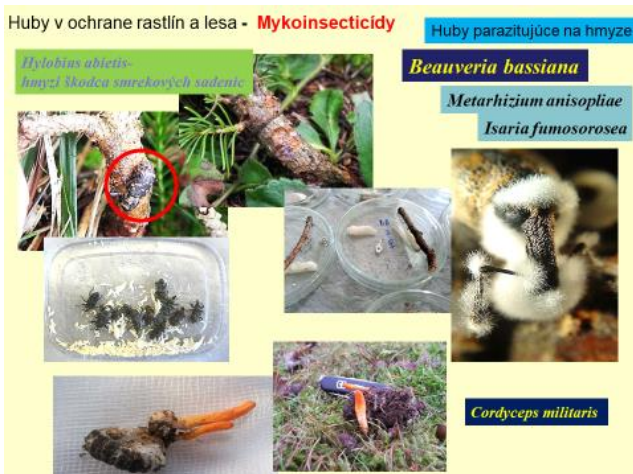 Huby v ochrane rastlín a lesa - Mykoinsecticídy
Huby parazitujúce na hmyze
Hylobius abietis-
hmyzí škodca smrekových sadeníc
Beauveria bassiana
Metarhizium anisopliae
Isaria fumosorosea
Cordyceps militaris